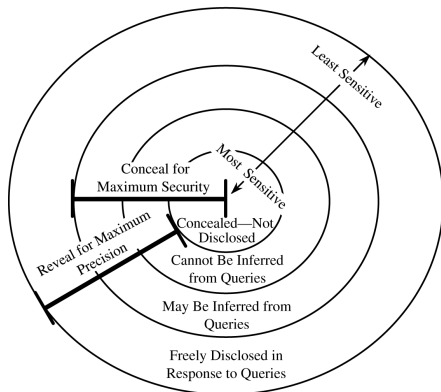 Least Sensitive
Most Sensitive
Conceal for
Maximum Security
Reveal for Maximum
Precision
Concealed—Not
Disclosed
Cannot Be Inferred
from Queries
May Be Inferred from
Queries
Freely Disclosed in
Response to Queries